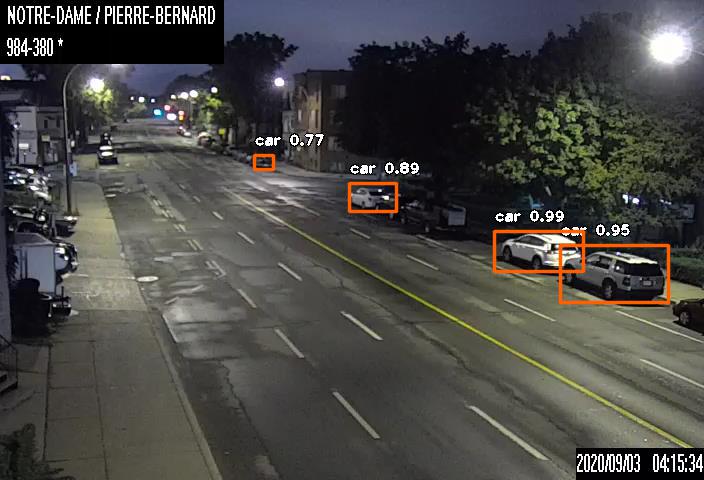 NOTRE-DAME / PIERRE-BERNARD
984-380 *
car 0.77
car 0.89
car 0.99
car 0.95
2020/09/03 04:15:34